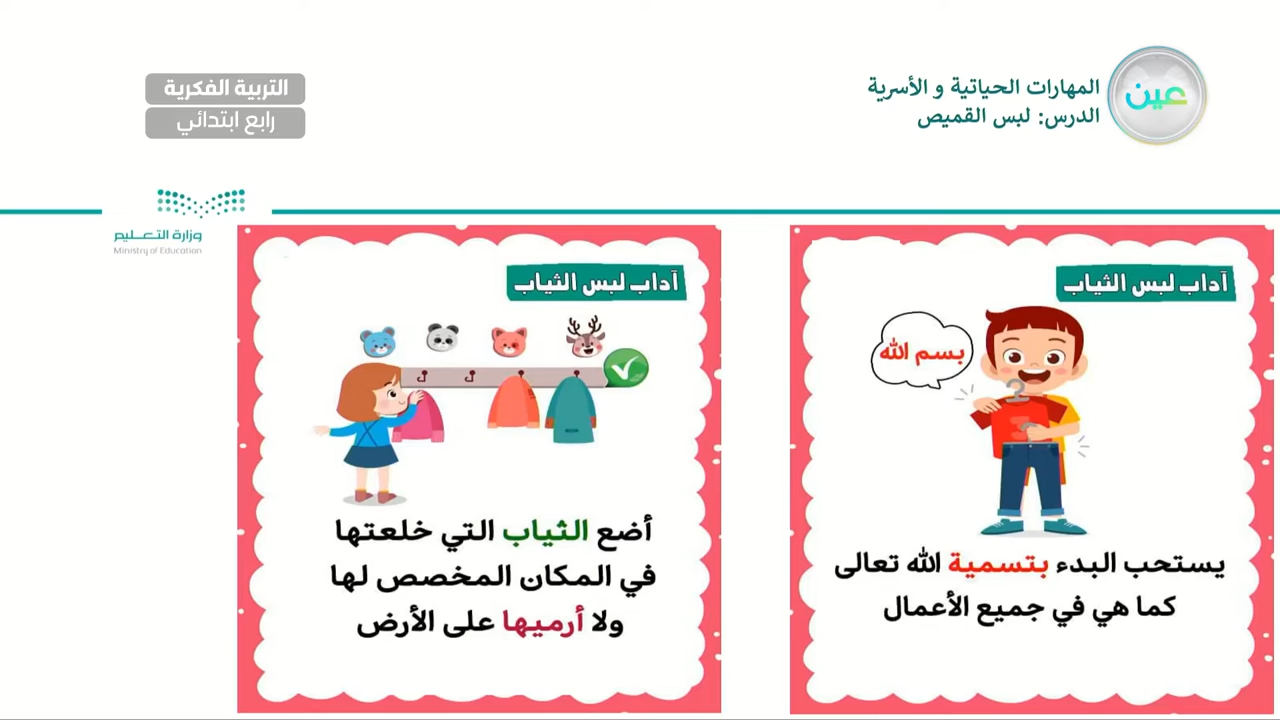 عين
المهارات الحياتية و الأسرية
الدرس: لبس القميص
التربية الفكرية
رابع ابتدائي
وزارة التعـــليم
Ministry of Education
آداب لبس الثياب
بسم الله
يستحب البدء بتسمية الله تعالى
كما هي في جميع الأعمال
آداب لبس الثياب
أضع الثياب التي خلعتها
في المكان المخصص لها
ولا أرميها على الأرض